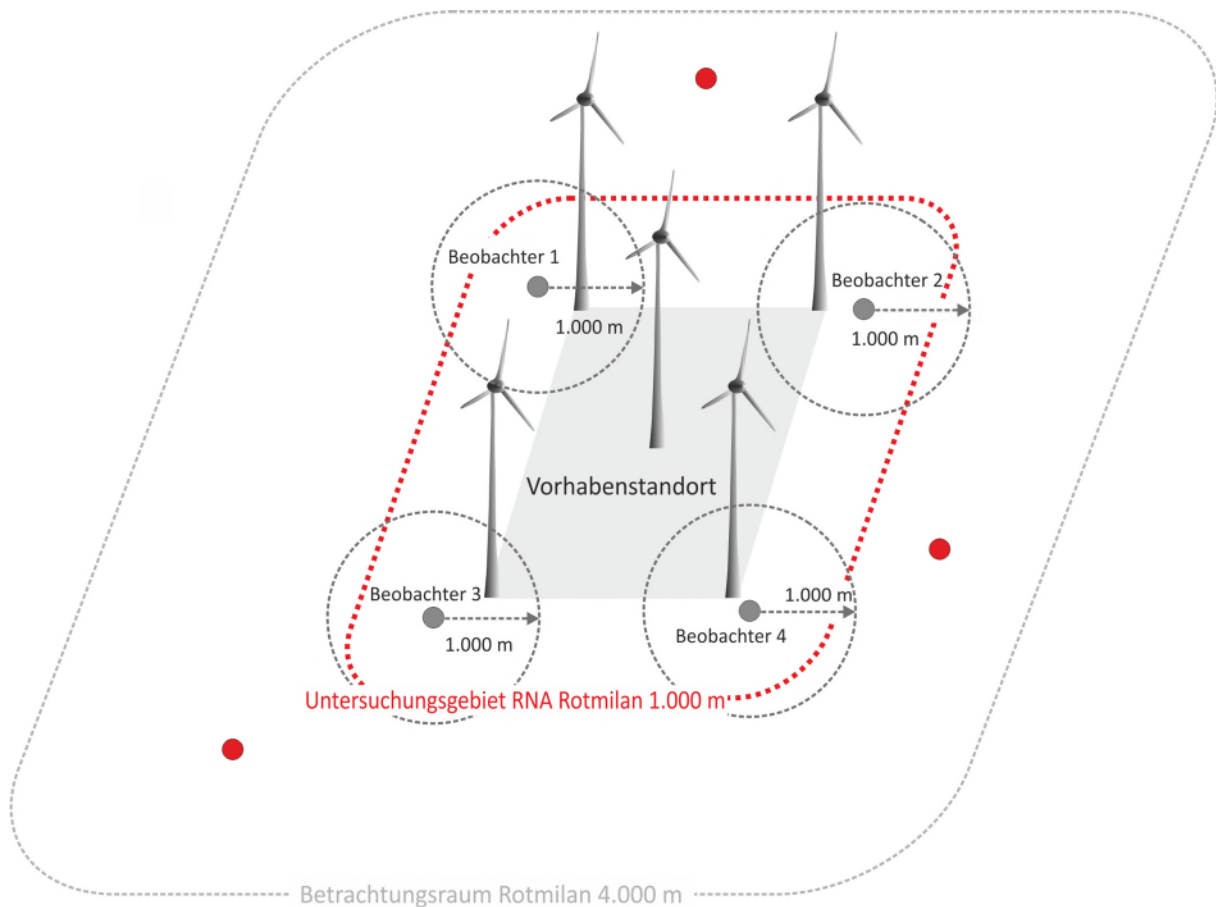 Beobachter 1
1.000 m
Beobachter 2
1.000 m
Vorhabenstandort
Beobachter 3
1.000 m
1.000 m
Beobachter 4
Untersuchungsgebiet RNA Rotmilan 1.000 m
Betrachtungsraum Rotmilan 4.000 m